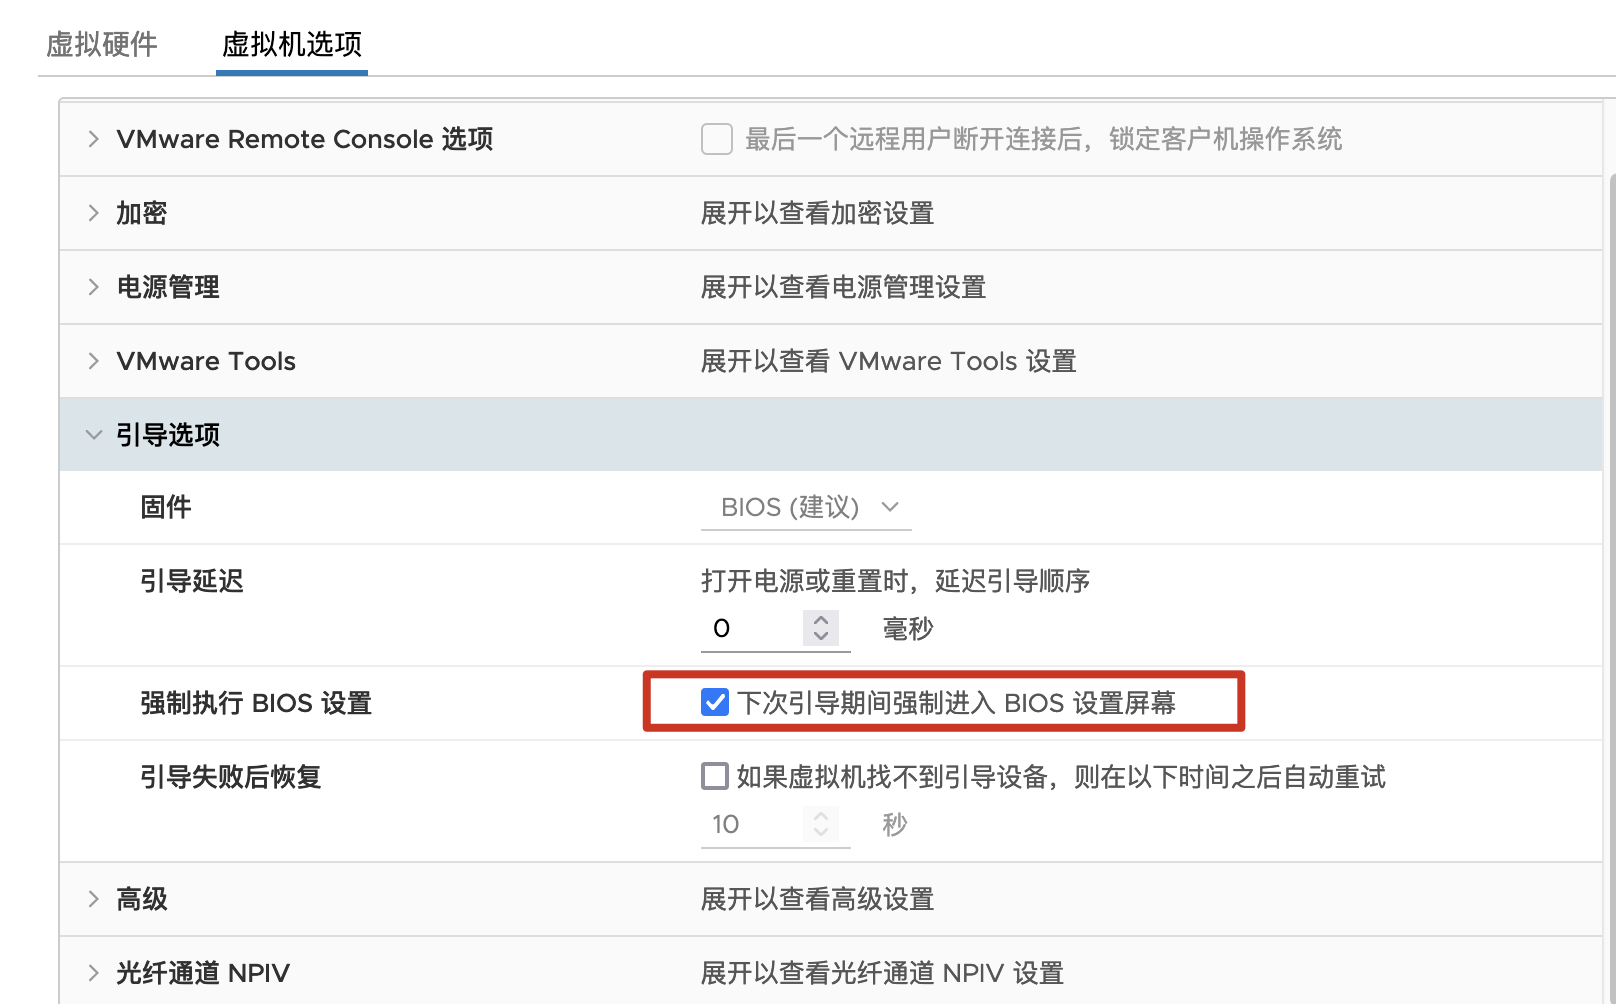 虚拟硬件 虚拟机选项
VMware Remote Console 选项 最后一个远程用户断开连接后，锁定客户机操作系统
加密 展开以查看加密设置
电源管理 展开以查看电源管理设置
VMware Tools 展开以查看 VMware Tools 设置
引导选项
固件 BIOS (建议)
引导延迟 打开电源或重置时，延迟引导顺序
0 毫秒
强制执行 BIOS 设置 下次引导期间强制进入 BIOS 设置屏幕
引导失败后恢复 如果虚拟机找不到引导设备，则在以下时间之后自动重试
10 秒
高级 展开以查看高级设置
光纤通道 NPIV 展开以查看光纤通道 NPIV 设置